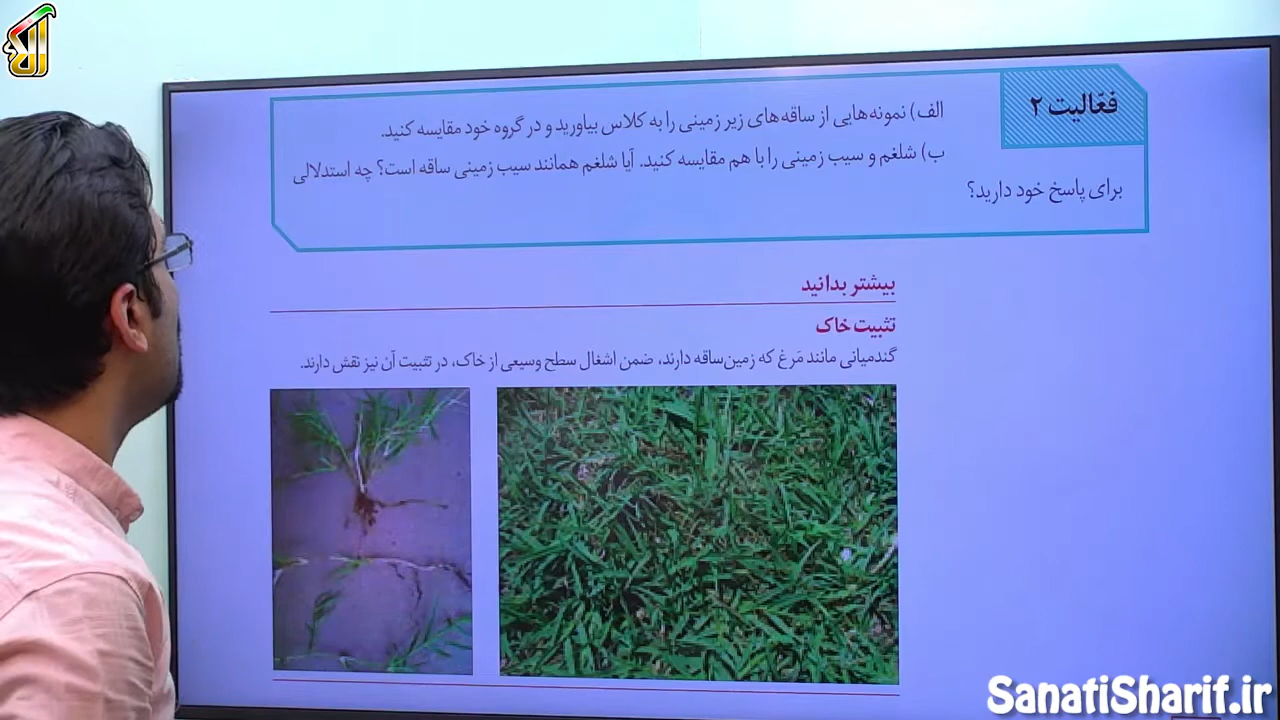 فعّالیت ۲
الف) نمونه‌هایی از ساقه‌های زیر زمینی را به کلاس بیاورید و در گروه خود مقایسه کنید.
ب) شلغم و سیب زمینی را با هم مقایسه کنید. آیا شلغم همانند سیب زمینی ساقه است؟ چه استدلالی
برای پاسخ خود دارید؟
بیشتر بدانید
تثبیت خاک
گندمیانی مانند مَرغ که زمین‌ساقه دارند، ضمن اشغال سطح وسیعی از خاک، در تثبیت آن نیز نقش دارند.
SanatiSharif.ir